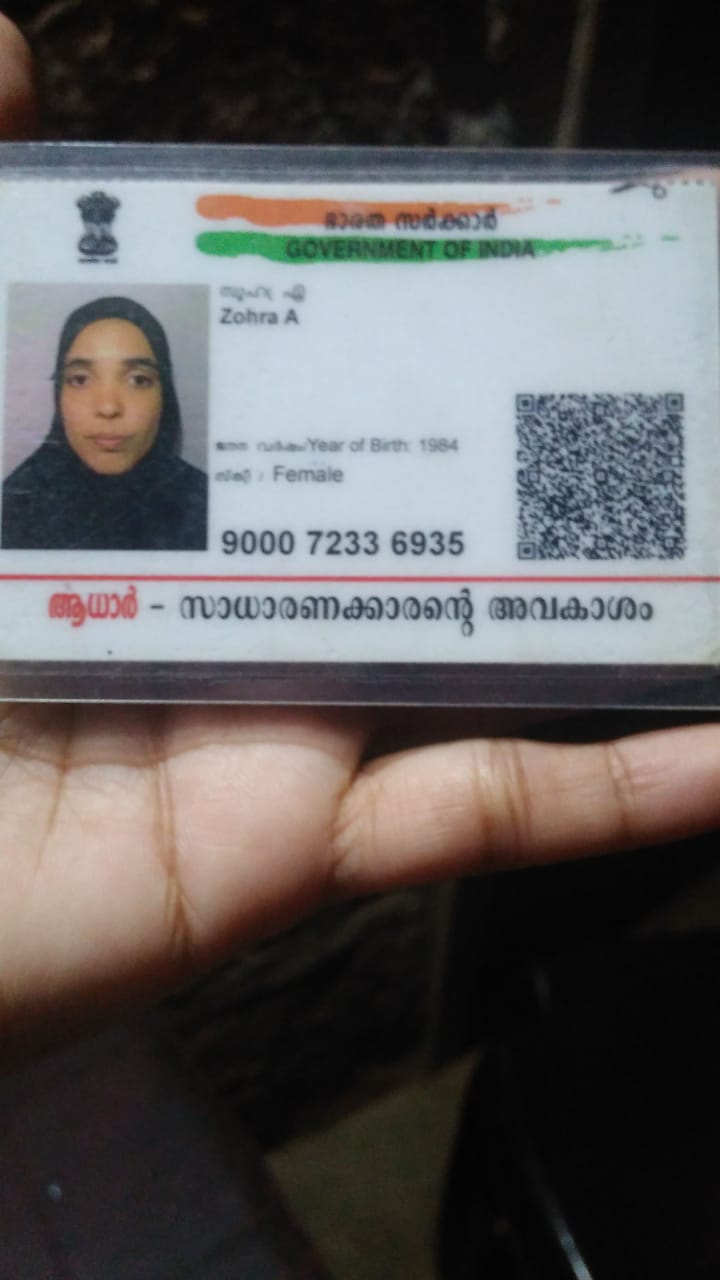 ഭാരത സർക്കാർ
GOVERNMENT OF INDIA
Zohra A
ജനന വർഷം/Year of Birth: 1984
സ്ത്രീ / Female
9000 7233 6935
ആധാർ - സാധാരണക്കാരന്റെ അവകാശം